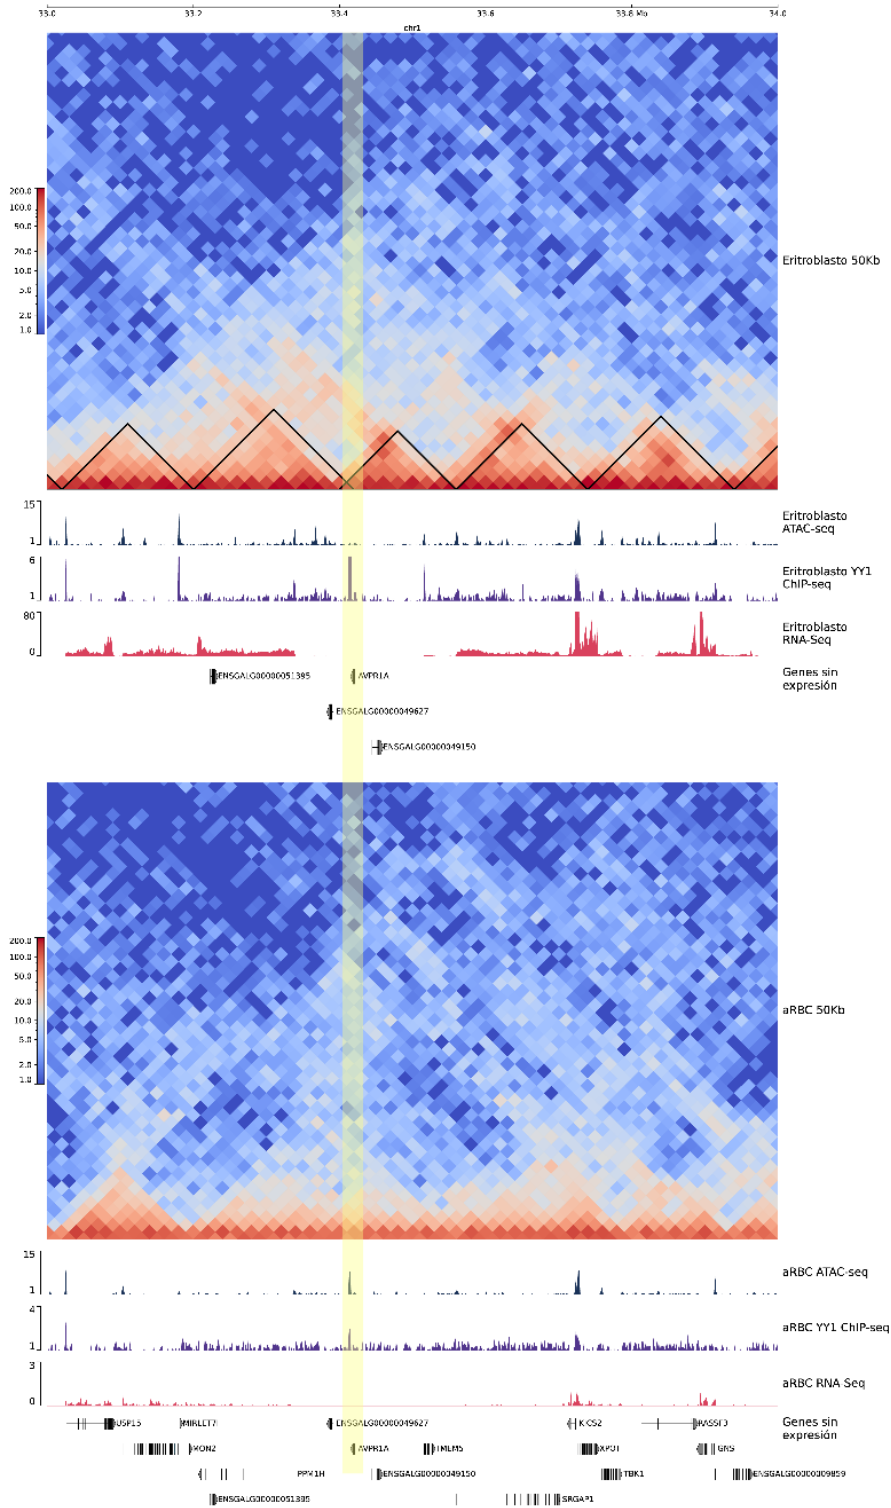 33.0 33.2 33.4 33.6 33.8 Mb 34.0
chr1
200.0
100.0
50.0
20.0
10.0
5.0
2.0
1.0
Eritroblasto 50Kb
15
1
Eritroblasto
ATAC-seq
6
1
Eritroblasto YY1
ChIP-seq
80
0
Eritroblasto
RNA-Seq
ENSGALG00000051395 AVPR1A
Genes sin
expresión
ENSGALG00000049627
ENSGALG00000049150
200.0
100.0
50.0
20.0
10.0
5.0
2.0
1.0
aRBC 50Kb
15
1
aRBC ATAC-seq
4
1
aRBC YY1 ChIP-seq
3
0
aRBC RNA Seq
USP15 MIRLET7I ENSGALG00000049627 KICS2 RASSF3
Genes sin
expresión
MON2 AVPR1A TMEM5 XPOT GNS
PPM1H ENSGALG00000049150 TBK1 ENSGALG00000009859
ENSGALG00000051395 SRGAP1